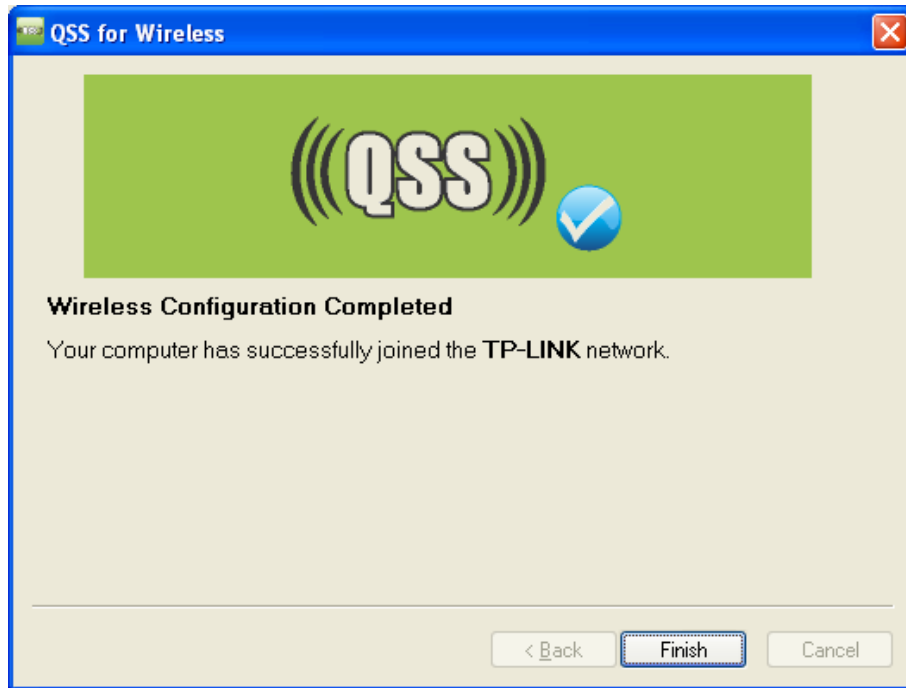 QSS for Wireless
(((QSS)))
Wireless Configuration Completed
Your computer has successfully joined the TP-LINK network.
< Back
Finish
Cancel